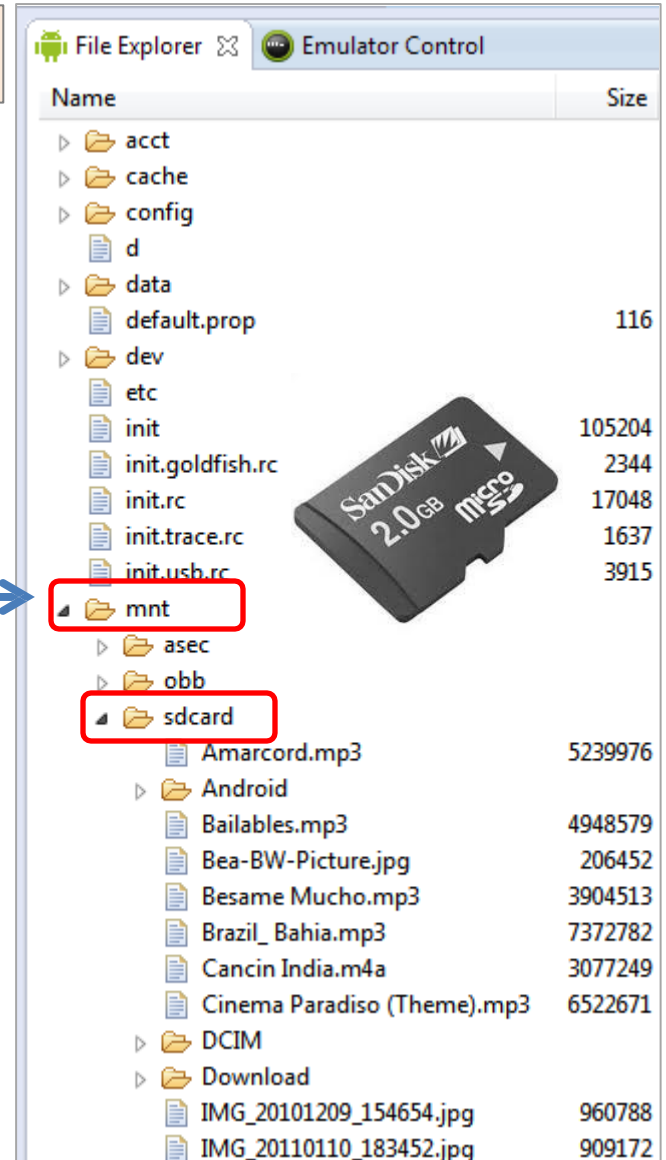 File Explorer Emulator Control
Name Size
acct
cache
config
d
data
default.prop 116
dev
etc
init 105204
init.goldfish.rc 2344
init.rc 17048
init.trace.rc 1637
init.usb.rc 3915
mnt
asec
obb
sdcard
Amarcord.mp3 5239976
Android
Bailables.mp3 4948579
Bea-BW-Picture.jpg 206452
Besame Mucho.mp3 3904513
Brazil_ Bahia.mp3 7372782
Cancin India.m4a 3077249
Cinema Paradiso (Theme).mp3 6522671
DCIM
Download
IMG_20101209_154654.jpg 960788
IMG_20110110_183452.jpg 909172
SanDisk
2.0GB micro SD